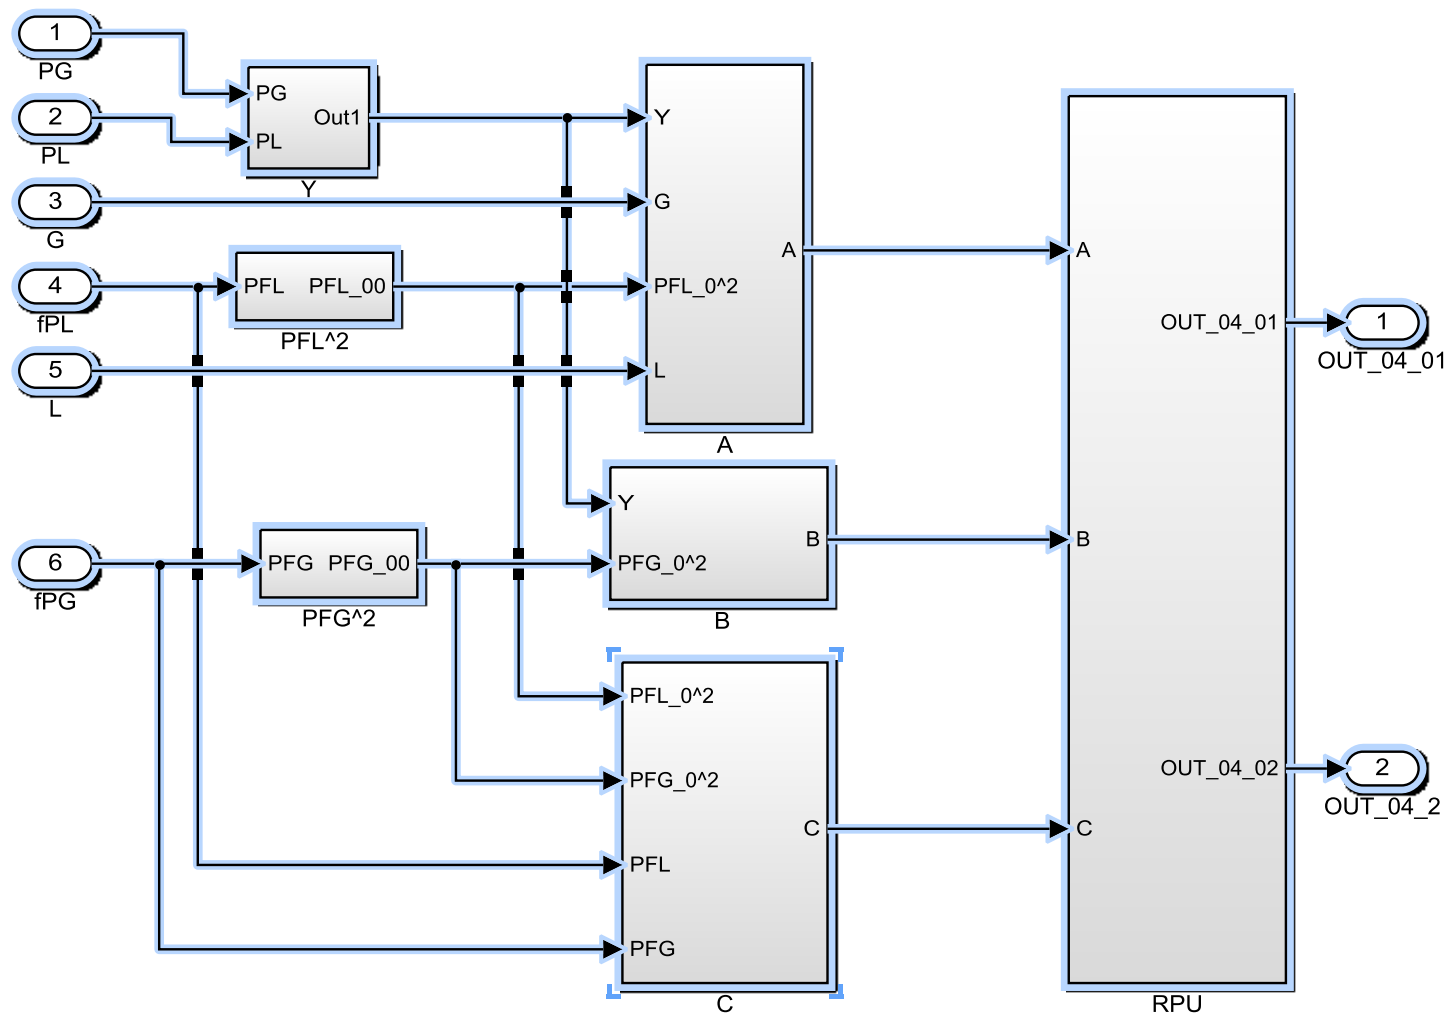 1
PG
2
PL
3
G
4
fPL
5
L
6
fPG
PG
PL
Out1
Y
PFL
PFL_00
PFL^2
PFG
PFG_00
PFG^2
Y
G
PFL_0^2
L
A
A
Y
PFG_0^2
B
B
PFL_0^2
PFG_0^2
PFL
PFG
C
C
A
B
C
OUT_04_01
OUT_04_02
RPU
1
OUT_04_01
2
OUT_04_2